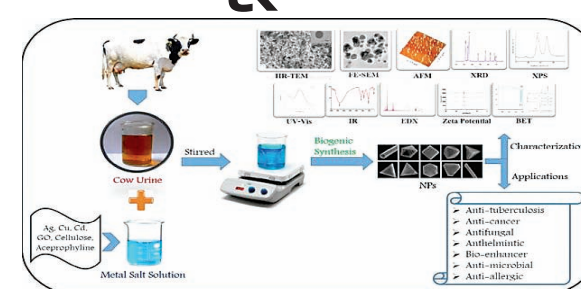 HR-TEM FE-SEM AFM XRD XPS
UV-Vis IR EDX Zeta Potential BET
Cow Urine
Stirred
Biogenic
Synthesis
NPs
Characterization
Applications
Ag, Cu, Cd,
GO, Cellulose,
Aceprophyline
Metal Salt Solution
➤ Anti-tuberculosis
➤ Anti-cancer
➤ Antifungal
➤ Anthelmintic
➤ Bio-enhancer
➤ Anti-microbial
➤ Anti-allergic